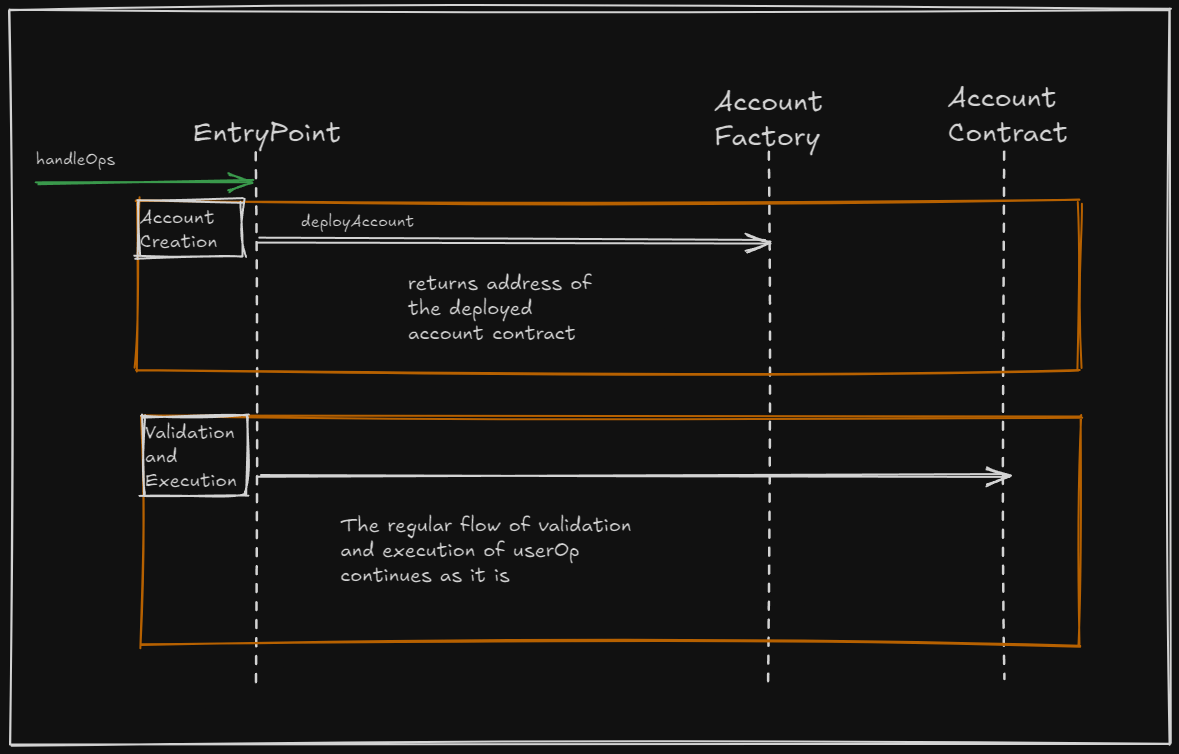 Account
Factory
Account
Contract
EntryPoint
handleOps
Account
Creation
deployAccount
returns address of
the deployed
account contract
Validation
and
Execution
The regular flow of validation
and execution of userOp
continues as it is